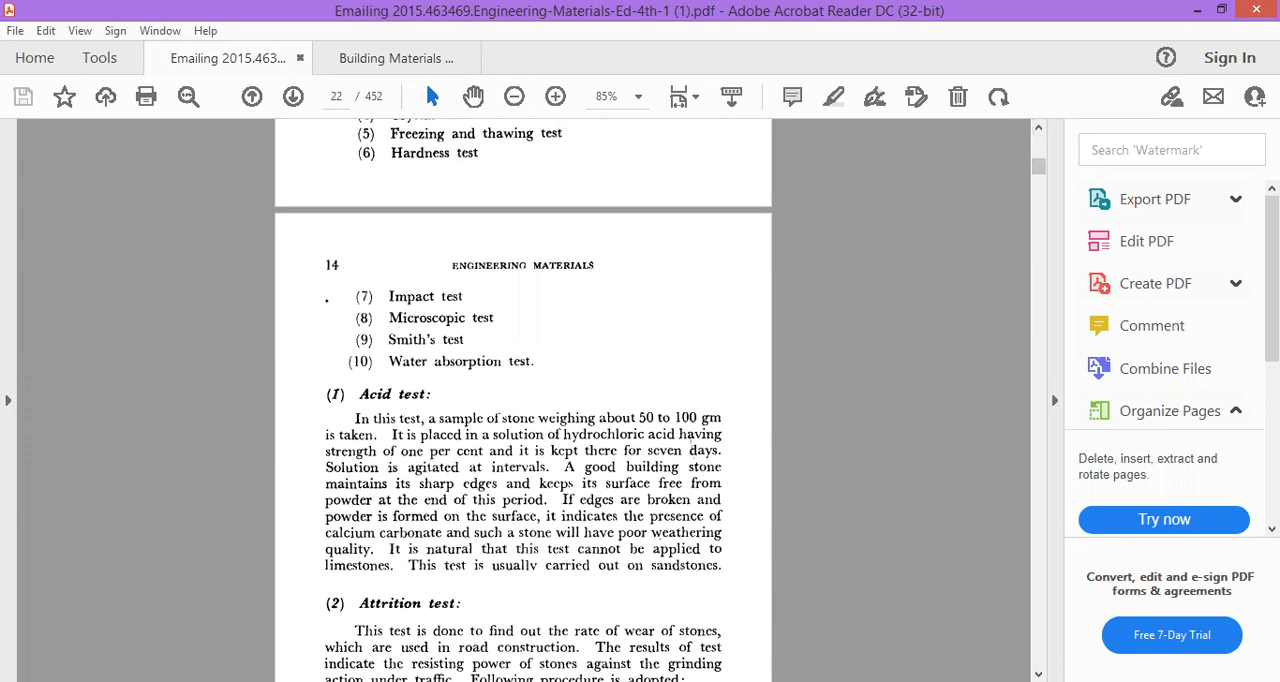 Emailing 2015.463469.Engineering-Materials-Ed-4th-1 (1).pdf - Adobe Acrobat Reader DC (32-bit)
File Edit View Sign Window Help
Home Tools Emailing 2015.463... Building Materials ... Sign In
22 / 452 85%
(5) Freezing and thawing test
(6) Hardness test
14 ENGINEERING MATERIALS
(7) Impact test
(8) Microscopic test
(9) Smith's test
(10) Water absorption test.
(1) Acid test:
In this test, a sample of stone weighing about 50 to 100 gm
is taken. It is placed in a solution of hydrochloric acid having
strength of one per cent and it is kept there for seven days.
Solution is agitated at intervals. A good building stone
maintains its sharp edges and keeps its surface free from
powder at the end of this period. If edges are broken and
powder is formed on the surface, it indicates the presence of
calcium carbonate and such a stone will have poor weathering
quality. It is natural that this test cannot be applied to
limestones. This test is usually carried out on sandstones.
(2) Attrition test:
This test is done to find out the rate of wear of stones,
which are used in road construction. The results of test
indicate the resisting power of stones against the grinding
action under traffic. Following procedure is adopted:
Search 'Watermark'
Export PDF
Edit PDF
Create PDF
Comment
Combine Files
Organize Pages
Delete, insert, extract and
rotate pages.
Try now
Convert, edit and e-sign PDF
forms & agreements
Free 7-Day Trial